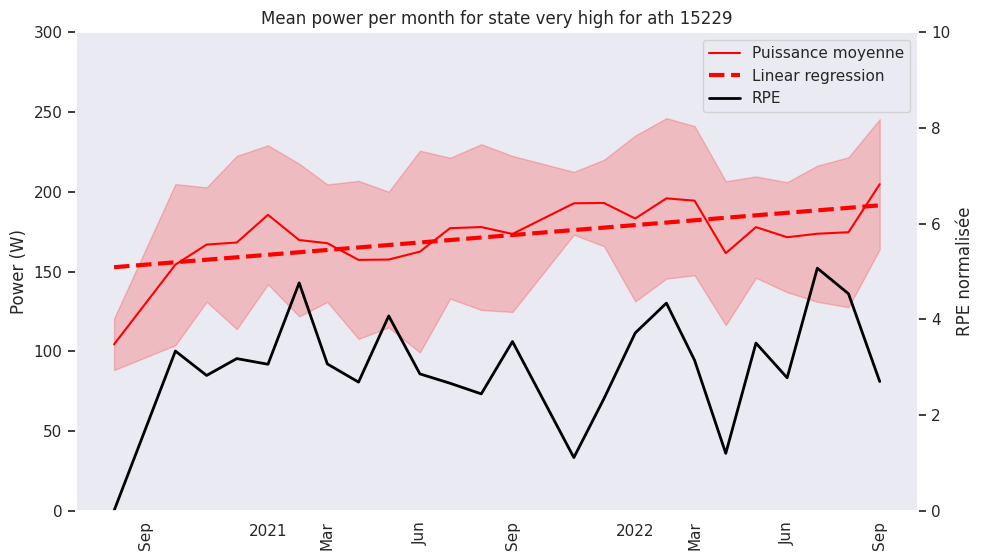 Mean power per month for state very high for ath 15229
300
250
200
150
100
50
0
Power (W)
10
8
6
4
2
0
RPE normalisée
Puissance moyenne
Linear regression
RPE
Sep
2021
Mar
Jun
Sep
2022
Mar
Jun
Sep